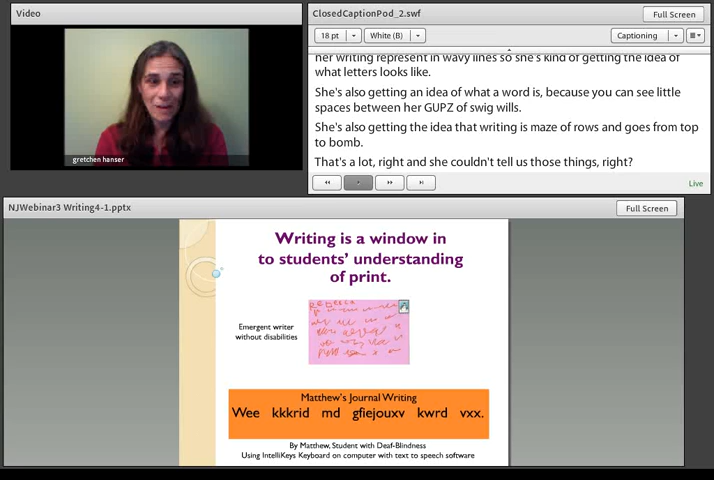 Video
gretchen hanser
ClosedCaptionPod_2.swf
Full Screen
18 pt
White (B)
Captioning
her writing represent in wavy lines so she's kind of getting the idea of
what letters looks like.
She's also getting an idea of what a word is, because you can see little
spaces between her GUPZ of swig wills.
She's also getting the idea that writing is maze of rows and goes from top
to bomb.
That's a lot, right and she couldn't tell us those things, right?
Live
NJWebinar3 Writing4-1.pptx
Full Screen
Writing is a window in
to students' understanding
of print.
Emergent writer
without disabilities
Matthew's Journal Writing
Wee kkkrid md gfiejouxv kwrd vxx.
By Matthew, Student with Deaf-Blindness
Using IntelliKeys Keyboard on computer with text to speech software